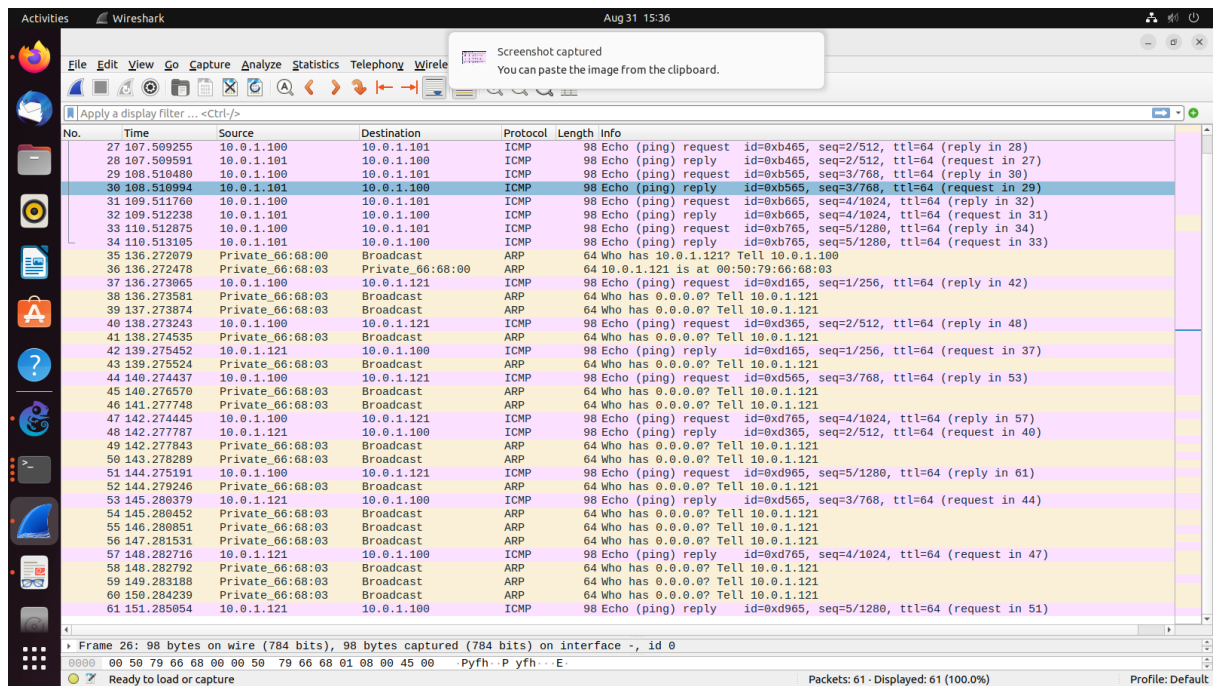 Activities Wireshark Aug 31 15:36
Screenshot captured
You can paste the image from the clipboard.
File Edit View Go Capture Analyze Statistics Telephony Wirele
Apply a display filter … <Ctrl-/>
No. Time Source Destination Protocol Length Info
27 107.509255 10.0.1.100 10.0.1.101 ICMP 98 Echo (ping) request id=0xb465, seq=2/512, ttl=64 (reply in 28)
28 107.509591 10.0.1.101 10.0.1.100 ICMP 98 Echo (ping) reply id=0xb465, seq=2/512, ttl=64 (request in 27)
29 108.510480 10.0.1.100 10.0.1.101 ICMP 98 Echo (ping) request id=0xb565, seq=3/768, ttl=64 (reply in 30)
30 108.510994 10.0.1.101 10.0.1.100 ICMP 98 Echo (ping) reply id=0xb565, seq=3/768, ttl=64 (request in 29)
31 109.511760 10.0.1.100 10.0.1.101 ICMP 98 Echo (ping) request id=0xb665, seq=4/1024, ttl=64 (reply in 32)
32 109.512238 10.0.1.101 10.0.1.100 ICMP 98 Echo (ping) reply id=0xb665, seq=4/1024, ttl=64 (request in 31)
33 110.512875 10.0.1.100 10.0.1.101 ICMP 98 Echo (ping) request id=0xb765, seq=5/1280, ttl=64 (reply in 34)
34 110.513105 10.0.1.101 10.0.1.100 ICMP 98 Echo (ping) reply id=0xb765, seq=5/1280, ttl=64 (request in 33)
35 136.272079 Private_66:68:00 Broadcast ARP 64 Who has 10.0.1.121? Tell 10.0.1.100
36 136.272478 Private_66:68:03 Private_66:68:00 ARP 64 10.0.1.121 is at 00:50:79:66:68:03
37 136.273065 10.0.1.100 10.0.1.121 ICMP 98 Echo (ping) request id=0xd165, seq=1/256, ttl=64 (reply in 42)
38 136.273581 Private_66:68:03 Broadcast ARP 64 Who has 0.0.0.0? Tell 10.0.1.121
39 137.273874 Private_66:68:03 Broadcast ARP 64 Who has 0.0.0.0? Tell 10.0.1.121
40 138.273243 10.0.1.100 10.0.1.121 ICMP 98 Echo (ping) request id=0xd365, seq=2/512, ttl=64 (reply in 48)
41 138.274535 Private_66:68:03 Broadcast ARP 64 Who has 0.0.0.0? Tell 10.0.1.121
42 139.275452 10.0.1.121 10.0.1.100 ICMP 98 Echo (ping) reply id=0xd165, seq=1/256, ttl=64 (request in 37)
43 139.275524 Private_66:68:03 Broadcast ARP 64 Who has 0.0.0.0? Tell 10.0.1.121
44 140.274437 10.0.1.100 10.0.1.121 ICMP 98 Echo (ping) request id=0xd565, seq=3/768, ttl=64 (reply in 53)
45 140.276570 Private_66:68:03 Broadcast ARP 64 Who has 0.0.0.0? Tell 10.0.1.121
46 141.277748 Private_66:68:03 Broadcast ARP 64 Who has 0.0.0.0? Tell 10.0.1.121
47 142.274445 10.0.1.100 10.0.1.121 ICMP 98 Echo (ping) request id=0xd765, seq=4/1024, ttl=64 (reply in 57)
48 142.277787 10.0.1.121 10.0.1.100 ICMP 98 Echo (ping) reply id=0xd365, seq=2/512, ttl=64 (request in 40)
49 142.277843 Private_66:68:03 Broadcast ARP 64 Who has 0.0.0.0? Tell 10.0.1.121
50 143.278289 Private_66:68:03 Broadcast ARP 64 Who has 0.0.0.0? Tell 10.0.1.121
51 144.275191 10.0.1.100 10.0.1.121 ICMP 98 Echo (ping) request id=0xd965, seq=5/1280, ttl=64 (reply in 61)
52 144.279246 Private_66:68:03 Broadcast ARP 64 Who has 0.0.0.0? Tell 10.0.1.121
53 145.280379 10.0.1.121 10.0.1.100 ICMP 98 Echo (ping) reply id=0xd565, seq=3/768, ttl=64 (request in 44)
54 145.280452 Private_66:68:03 Broadcast ARP 64 Who has 0.0.0.0? Tell 10.0.1.121
55 146.280851 Private_66:68:03 Broadcast ARP 64 Who has 0.0.0.0? Tell 10.0.1.121
56 147.281531 Private_66:68:03 Broadcast ARP 64 Who has 0.0.0.0? Tell 10.0.1.121
57 148.282716 10.0.1.121 10.0.1.100 ICMP 98 Echo (ping) reply id=0xd765, seq=4/1024, ttl=64 (request in 47)
58 148.282792 Private_66:68:03 Broadcast ARP 64 Who has 0.0.0.0? Tell 10.0.1.121
59 149.283188 Private_66:68:03 Broadcast ARP 64 Who has 0.0.0.0? Tell 10.0.1.121
60 150.284239 Private_66:68:03 Broadcast ARP 64 Who has 0.0.0.0? Tell 10.0.1.121
61 151.285054 10.0.1.121 10.0.1.100 ICMP 98 Echo (ping) reply id=0xd965, seq=5/1280, ttl=64 (request in 51)
Frame 26: 98 bytes on wire (784 bits), 98 bytes captured (784 bits) on interface -, id 0
0000 00 50 79 66 68 00 00 50 79 66 68 01 08 00 45 00 ·Pyfh··P yfh···E·
Ready to load or capture Packets: 61 · Displayed: 61 (100.0%) Profile: Default